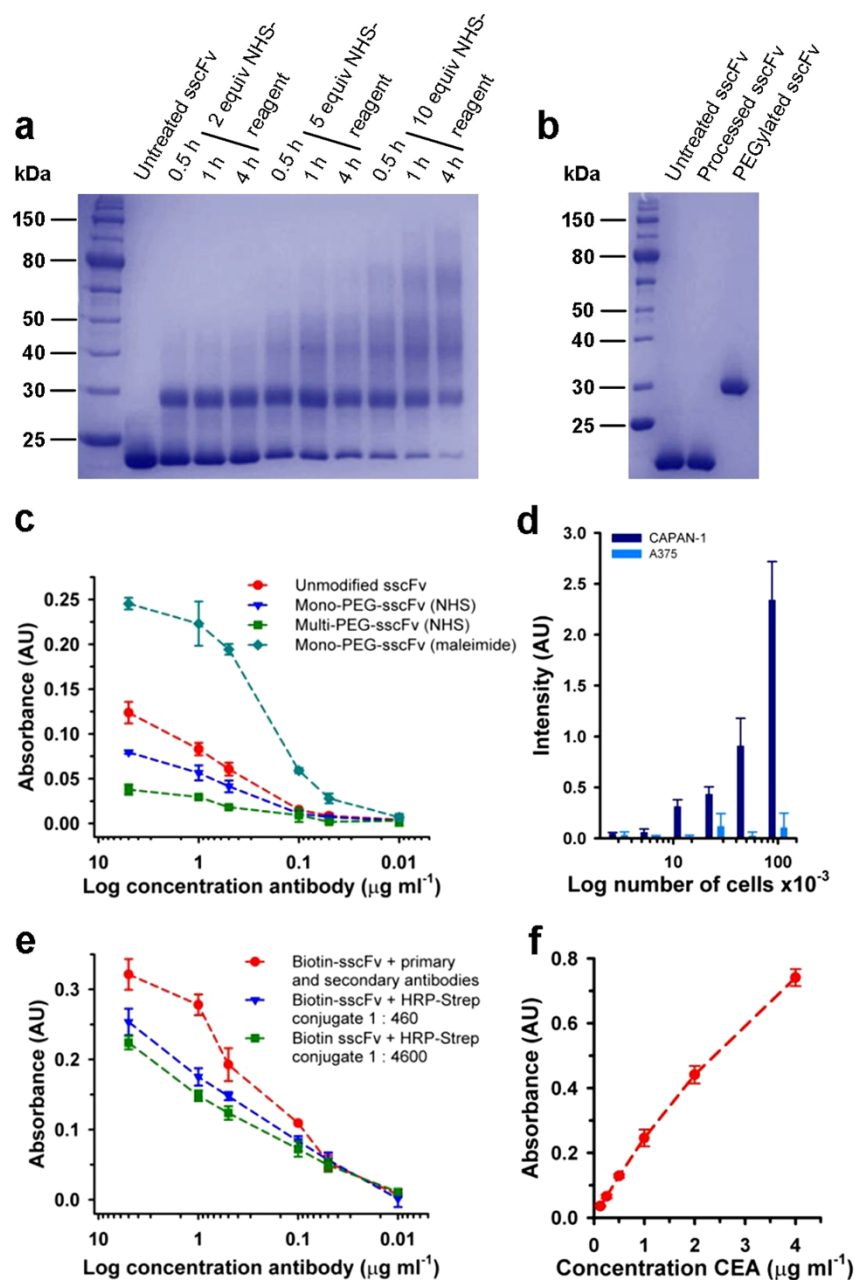 a
Untreated sscFv
0.5 h
1 h
4 h
2 equiv NHS-
reagent
0.5 h
1 h
4 h
5 equiv NHS-
reagent
0.5 h
1 h
4 h
10 equiv NHS-
reagent
kDa
150
80
50
40
30
25
b
Untreated sscFv
Processed sscFv
PEGylated sscFv
kDa
150
80
50
40
30
25
c
Unmodified sscFv
Mono-PEG-sscFv (NHS)
Multi-PEG-sscFv (NHS)
Mono-PEG-sscFv (maleimide)
Absorbance (AU)
0.25
0.20
0.15
0.10
0.05
0.00
10
1
0.1
0.01
Log concentration antibody (μg ml⁻¹)
d
CAPAN-1
A375
Intensity (AU)
3.0
2.5
2.0
1.5
1.0
0.5
0.0
10
100
Log number of cells x10⁻³
e
Biotin-sscFv + primary
and secondary antibodies
Biotin-sscFv + HRP-Strep
conjugate 1 : 460
Biotin sscFv + HRP-Strep
conjugate 1 : 4600
Absorbance (AU)
0.3
0.2
0.1
0.0
10
1
0.1
0.01
Log concentration antibody (μg ml⁻¹)
f
Absorbance (AU)
0.8
0.6
0.4
0.2
0.0
0
1
2
3
4
Concentration CEA (μg ml⁻¹)